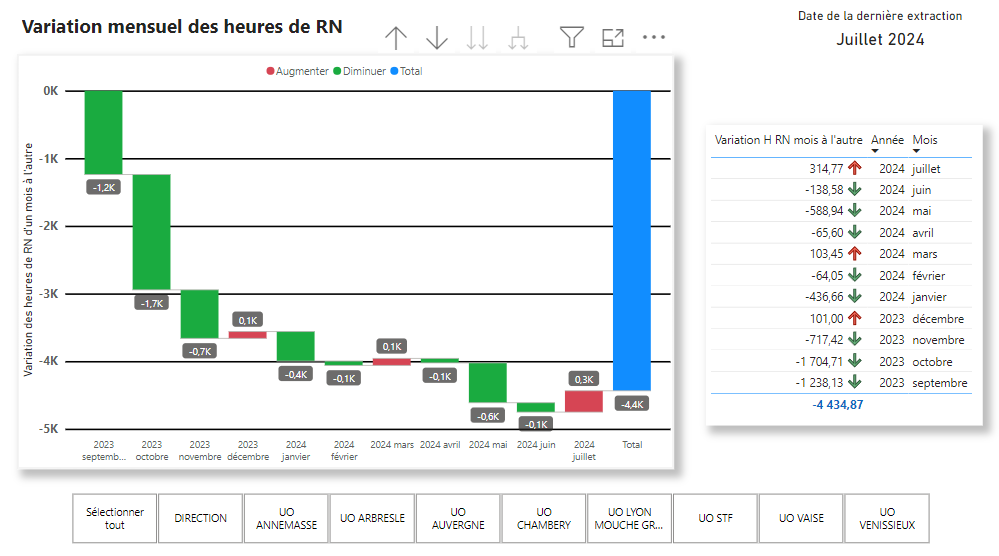 Variation mensuel des heures de RN
Date de la dernière extraction
Juillet 2024
Augmenter Diminuer Total
Variation des heures de RN d'un mois à l'autre
0K
-1K
-2K
-3K
-4K
-5K
-1,2K
-1,7K
-0,7K
0,1K
-0,4K
-0,1K
0,1K
-0,1K
-0,6K
-0,1K
0,3K
-4,4K
2023 septemb...
2023 octobre
2023 novembre
2023 décembre
2024 janvier
2024 février
2024 mars
2024 avril
2024 mai
2024 juin
2024 juillet
Total
Variation H RN mois à l'autre Année Mois
314,77 2024 juillet
-138,58 2024 juin
-588,94 2024 mai
-65,60 2024 avril
103,45 2024 mars
-64,05 2024 février
-436,66 2024 janvier
101,00 2023 décembre
-717,42 2023 novembre
-1 704,71 2023 octobre
-1 238,13 2023 septembre
-4 434,87
Sélectionner tout
DIRECTION
UO ANNEMASSE
UO ARBRESLE
UO AUVERGNE
UO CHAMBERY
UO LYON MOUCHE GR...
UO STF
UO VAISE
UO VENISSIEUX